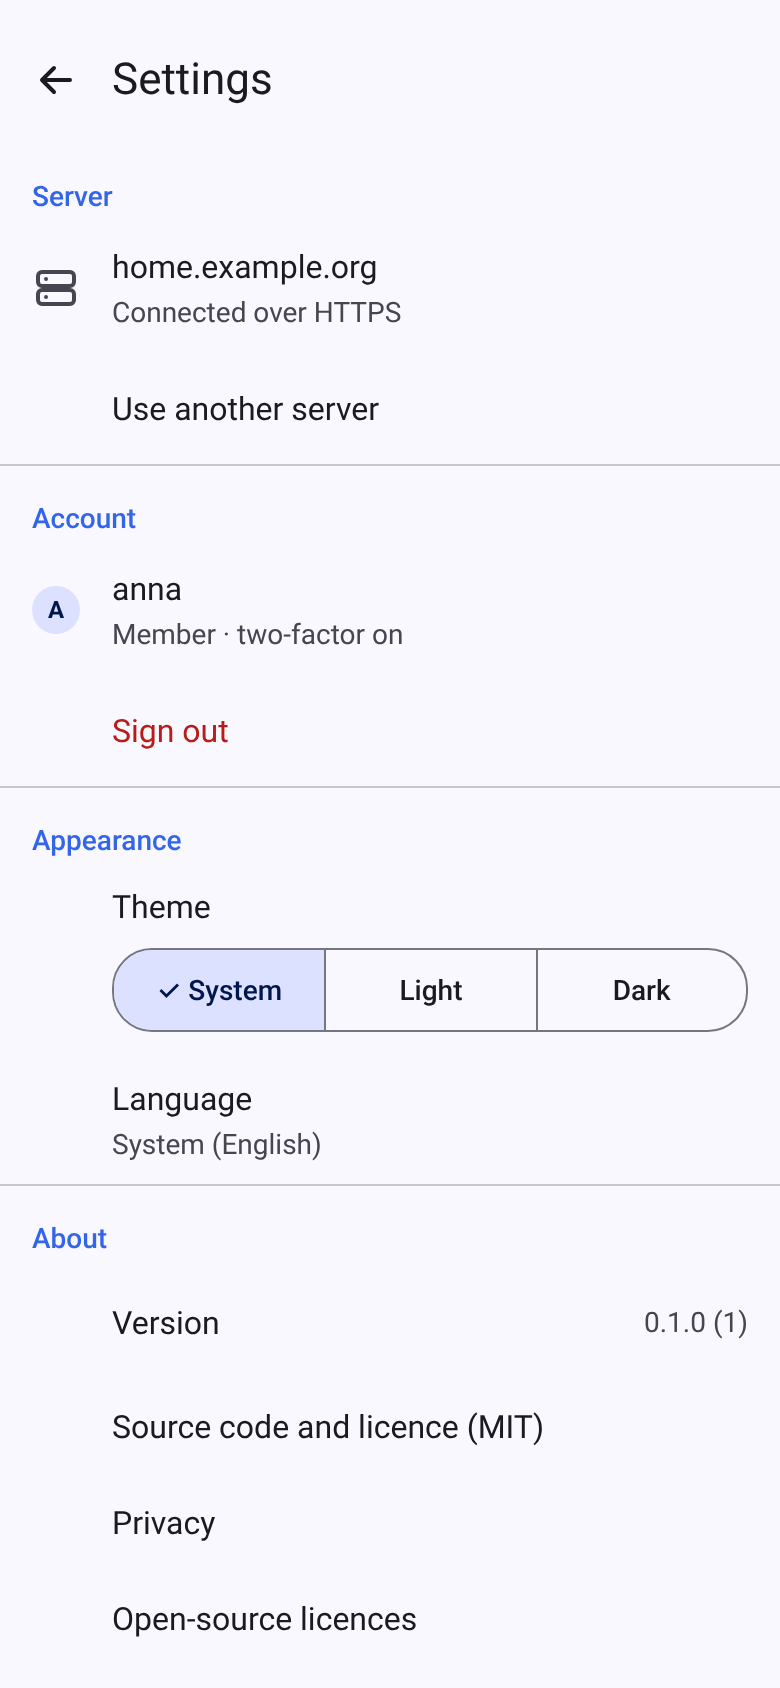 Settings
Server
home.example.org
Connected over HTTPS
Use another server
Account
A
anna
Member · two-factor on
Sign out
Appearance
Theme
System Light Dark
Language
System (English)
About
Version 0.1.0 (1)
Source code and licence (MIT)
Privacy
Open-source licences